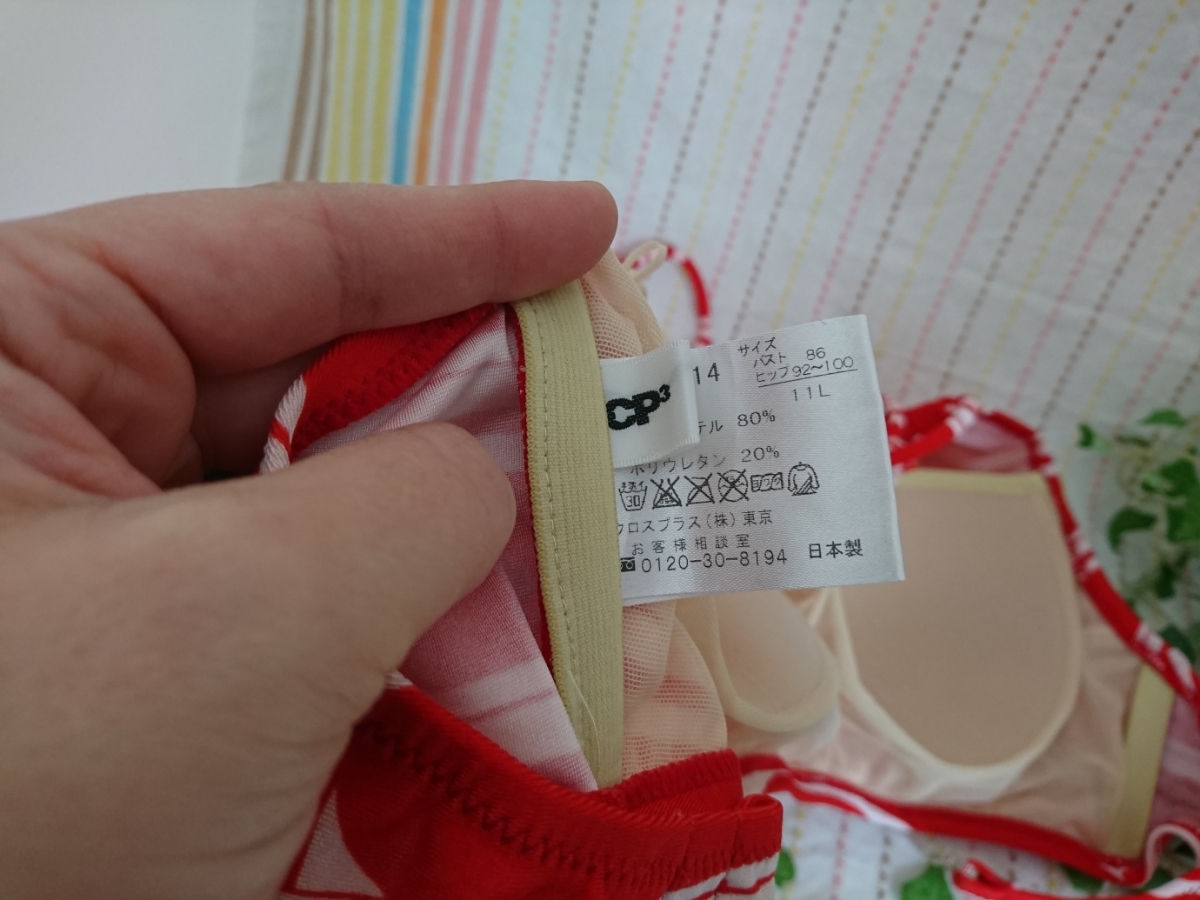 CP³
14
サイズ
バスト 86
ヒップ92〜100
11L
テル 80%
ポリウレタン 20%
30
クロスプラス(株)東京
お客様相談室
0120-30-8194 日本製